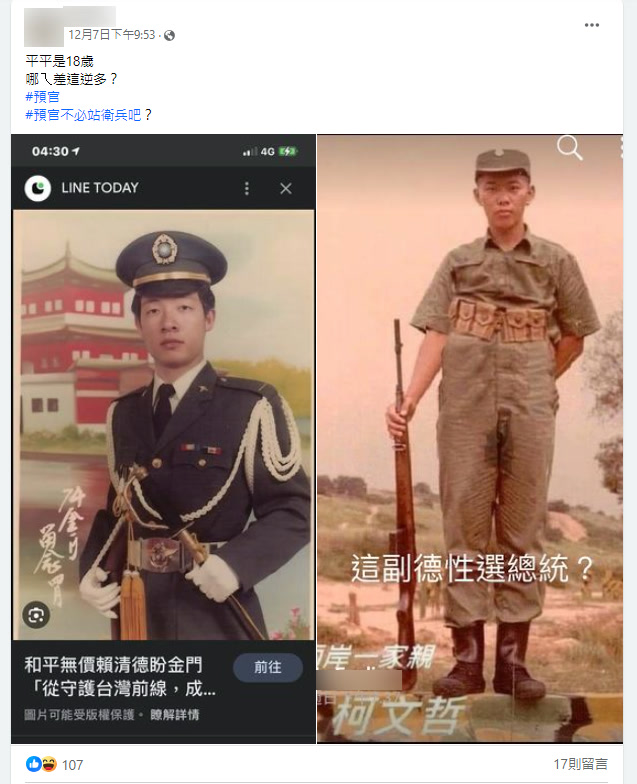 12月7日下午9:53 ·
平平是18歲
哪ㄟ差這逆多？
#預官
#預官不必站衛兵吧？
04:30
4G
LINE TODAY
金門
留念
和平無價賴清德盼金門
「從守護台灣前線，成...
前往
圖片可能受版權保護。 瞭解詳情
這副德性選總統？
兩岸一家親
柯文哲
107
17則留言